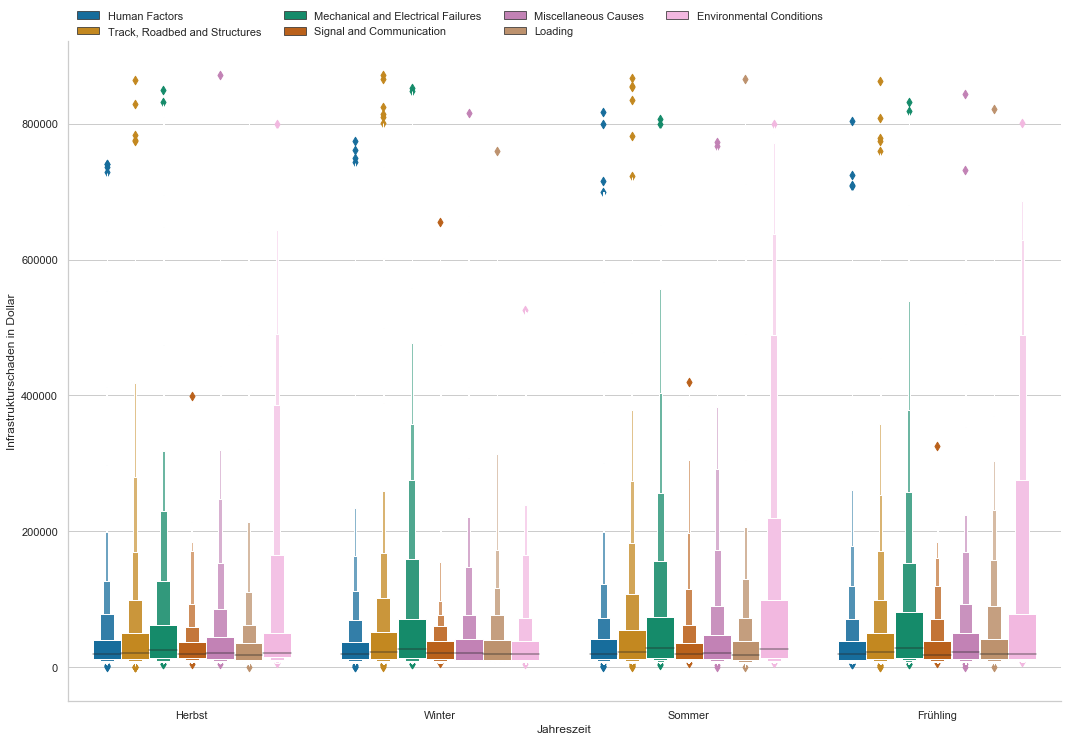 Human Factors Mechanical and Electrical Failures Miscellaneous Causes Environmental Conditions
Track, Roadbed and Structures Signal and Communication Loading
800000
600000
400000
200000
0
Infrastrukturschaden in Dollar
Herbst Winter Sommer Frühling
Jahreszeit